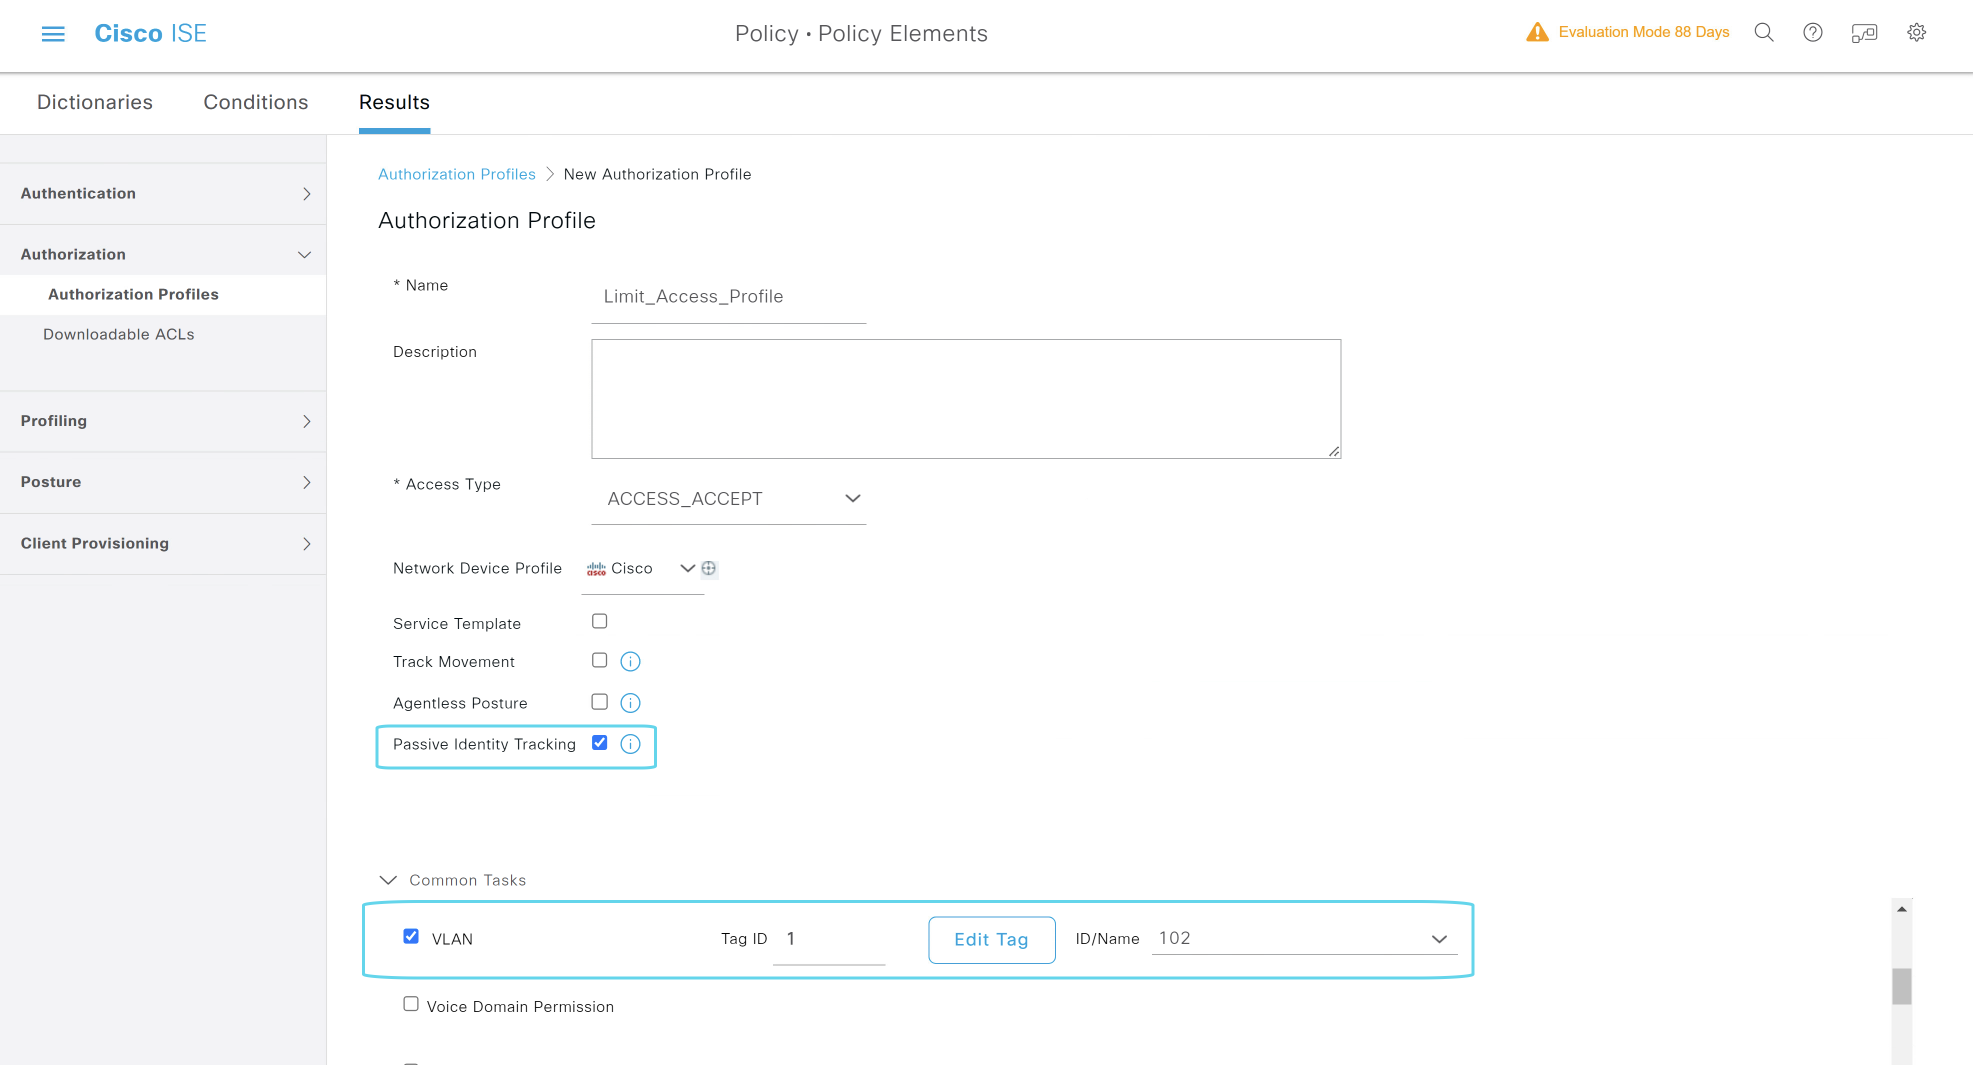 Cisco ISE
Policy • Policy Elements
Evaluation Mode 88 Days
Dictionaries
Conditions
Results
Authentication
Authorization
Authorization Profiles
Downloadable ACLs
Profiling
Posture
Client Provisioning
Authorization Profiles > New Authorization Profile
Authorization Profile
* Name
Limit_Access_Profile
Description
* Access Type
ACCESS_ACCEPT
Network Device Profile
Cisco
Service Template
Track Movement
Agentless Posture
Passive Identity Tracking
Common Tasks
VLAN
Tag ID
1
Edit Tag
ID/Name
102
Voice Domain Permission